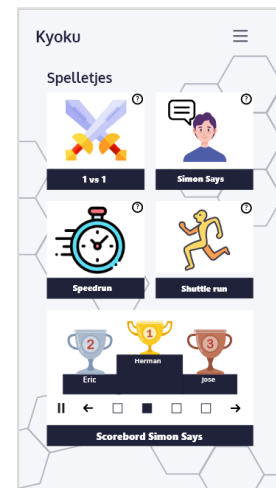 Kyoku
Spelletjes
?
?
1 vs 1
Simon Says
?
?
Speedrun
Shuttle run
1
2
3
Herman
Eric
Jose
Scorebord Simon Says